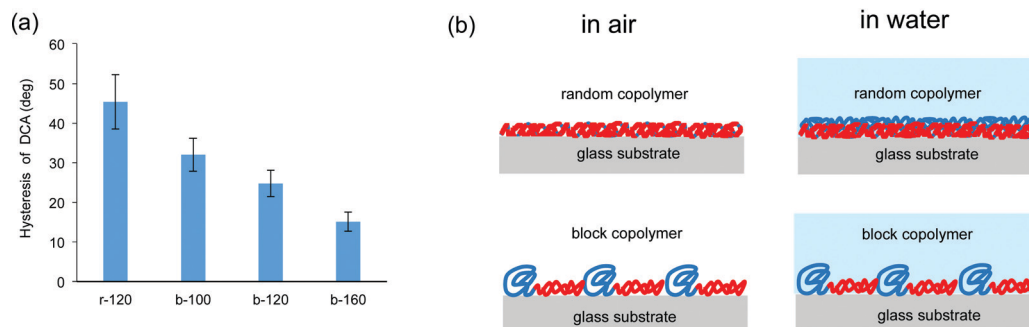 (a)
Hysteresis of DCA (deg)
60
50
40
30
20
10
0
r-120
b-100
b-120
b-160
(b)
in air
in water
random copolymer
glass substrate
random copolymer
glass substrate
block copolymer
glass substrate
block copolymer
glass substrate